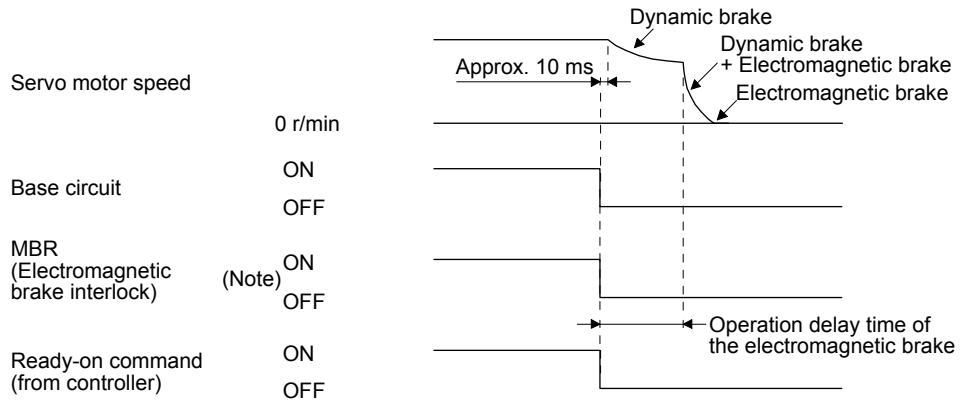 Dynamic brake
Dynamic brake
+ Electromagnetic brake
Approx. 10 ms
Servo motor speed
Electromagnetic brake
0 r/min
ON
Base circuit
OFF
MBR
(Electromagnetic
brake interlock)
(Note)
ON
OFF
Operation delay time of
the electromagnetic brake
Ready-on command
(from controller)
ON
OFF